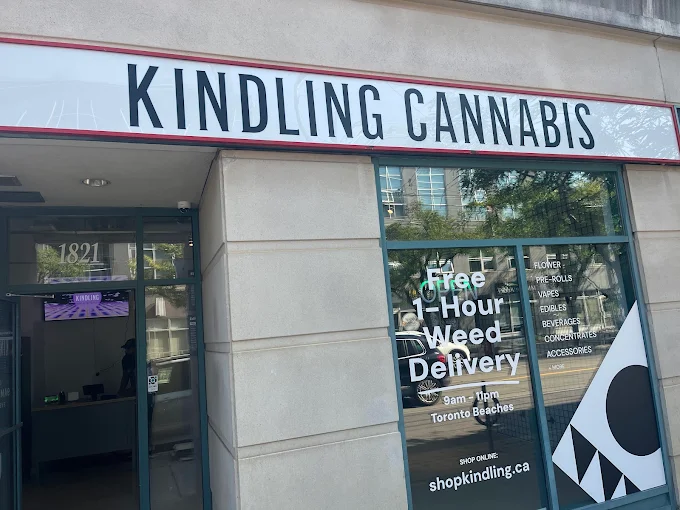 KINDLING CANNABIS
1821
KINDLING
Free
1-Hour
Weed
Delivery
9am - 11pm
Toronto Beaches
SHOP ONLINE:
shopkindling.ca
FLOWER
PRE-ROLLS
VAPES
EDIBLES
BEVERAGES
CONCENTRATES
ACCESSORIES
+ MORE